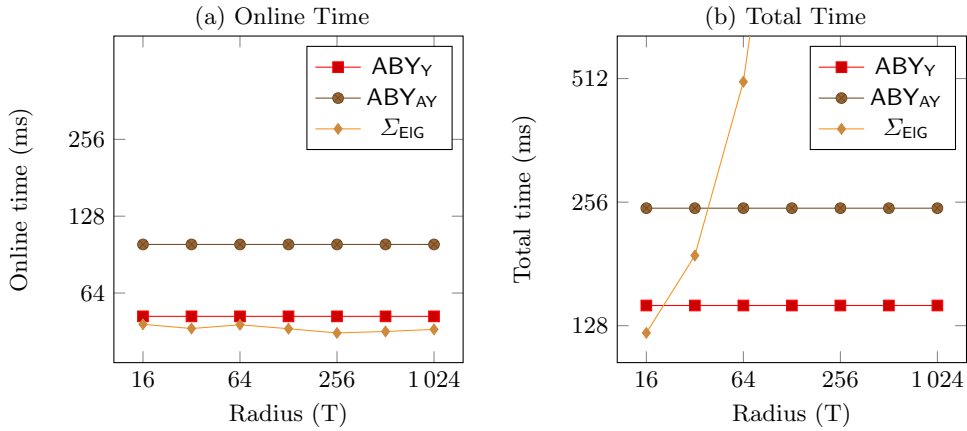 (a) Online Time
Online time (ms)
256
128
64
16 64 256 1 024
Radius (T)
ABY_Y
ABY_AY
Σ_EIG
(b) Total Time
Total time (ms)
512
256
128
16 64 256 1 024
Radius (T)
ABY_Y
ABY_AY
Σ_EIG